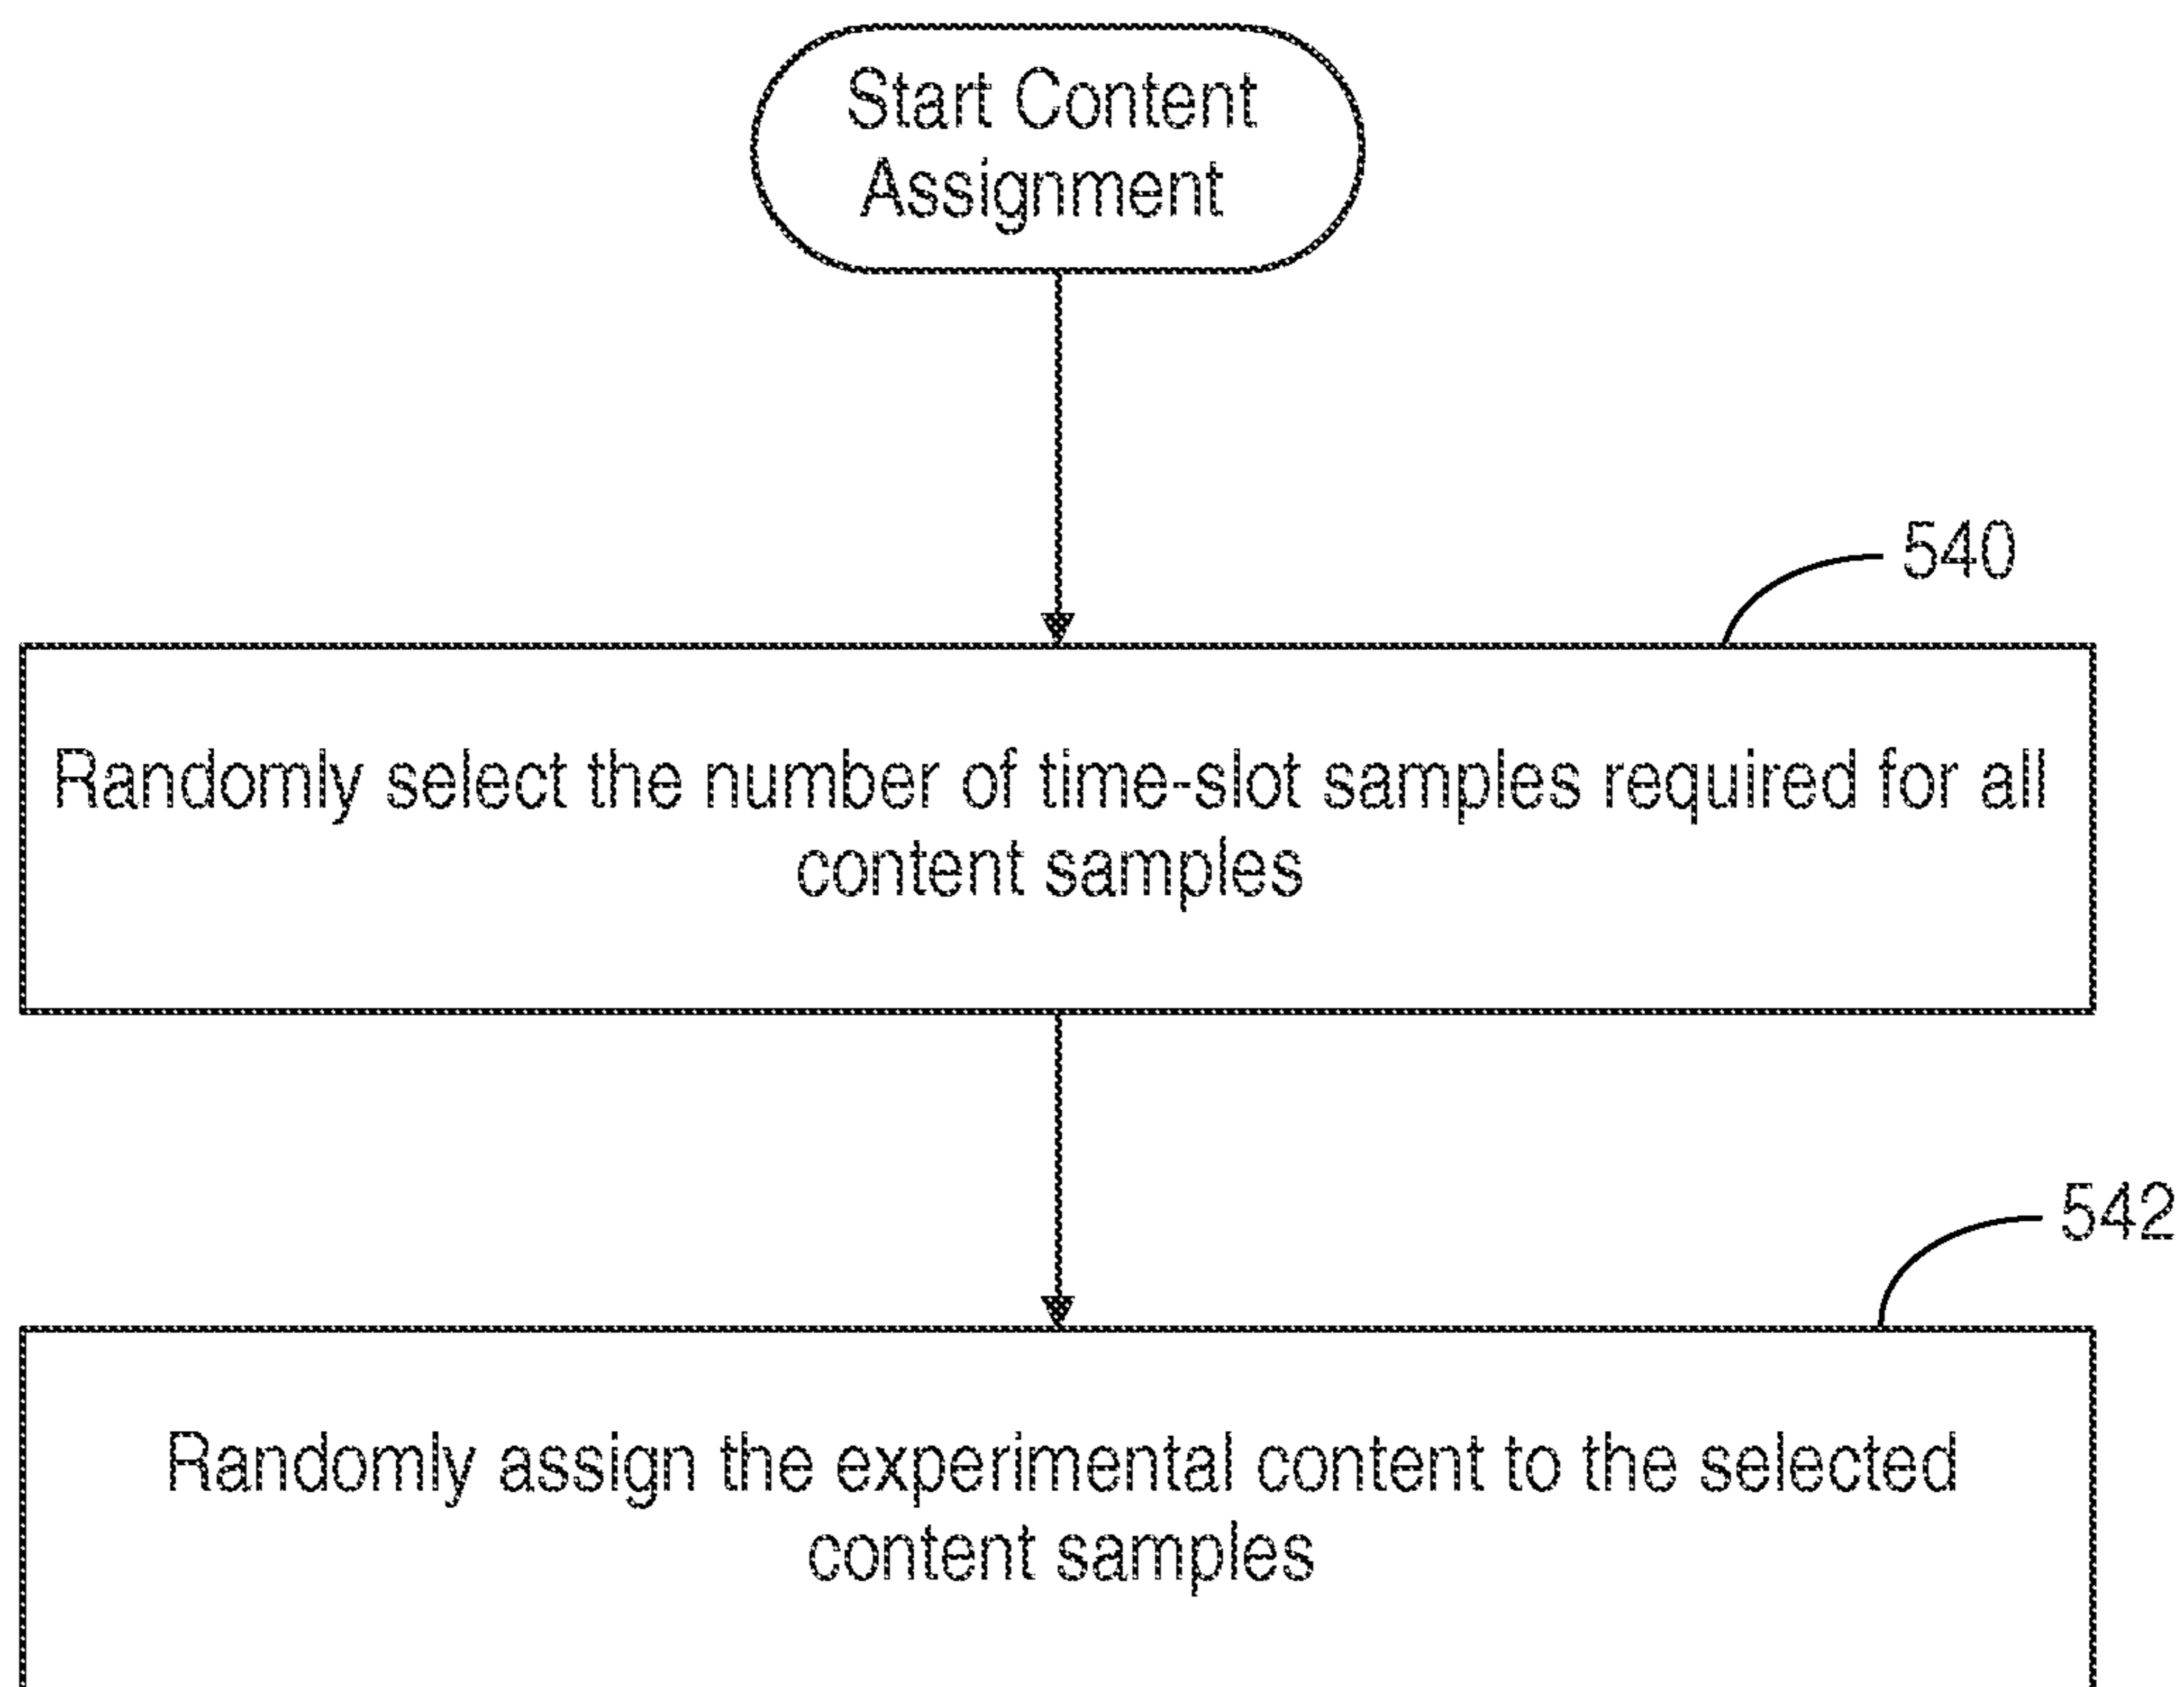 Start Content
Assignment
540
Randomly select the number of time-slot samples required for all
content samples
542
Randomly assign the experimental content to the selected
content samples